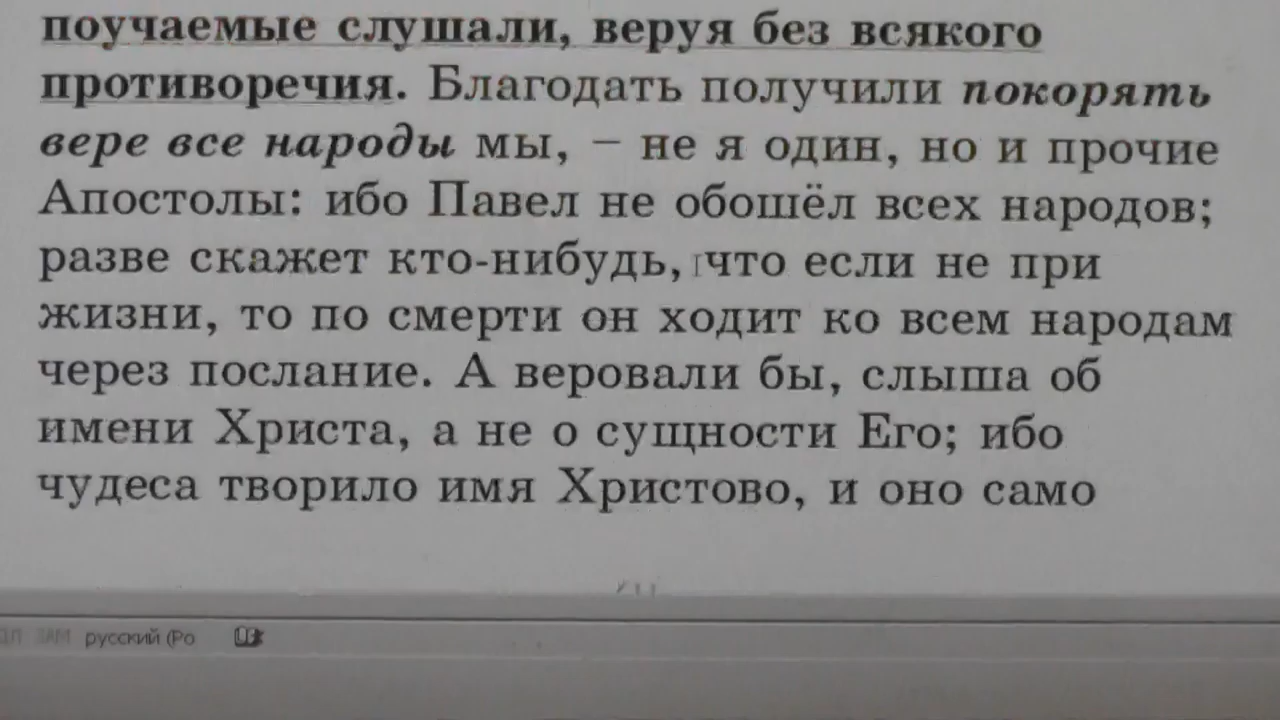 поучаемые слушали, веруя без всякого
противоречия. Благодать получили покорять
вере все народы мы, – не я один, но и прочие
Апостолы: ибо Павел не обошёл всех народов;
разве скажет кто-нибудь, что если не при
жизни, то по смерти он ходит ко всем народам
через послание. А веровали бы, слыша об
имени Христа, а не о сущности Его; ибо
чудеса творило имя Христово, и оно само
ЗАМ русский (Ро